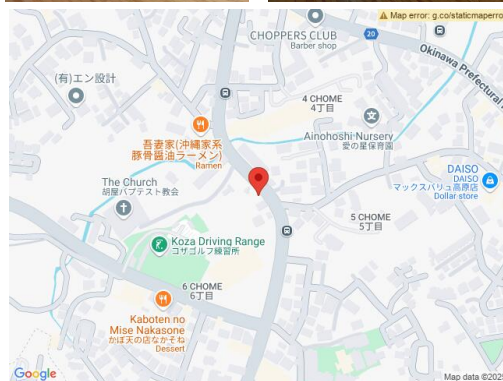 Map error: g.co/staticmaperro
CHOPPERS CLUB
Barber shop
20
Okinawa Prefectural
(有)エン設計
4 CHOME
4丁目
Ainohoshi Nursery
愛の星保育園
吾妻家(沖縄家系
豚骨醤油ラーメン)
Ramen
DAISO
DAISO
マックスバリュ高原店
Dollar store
The Church
胡屋バプテスト教会
5 CHOME
5丁目
Koza Driving Range
コザゴルフ練習所
6 CHOME
6丁目
Kaboten no
Mise Nakasone
かぼ天の店なかそね
Dessert
Google
Map data ©202